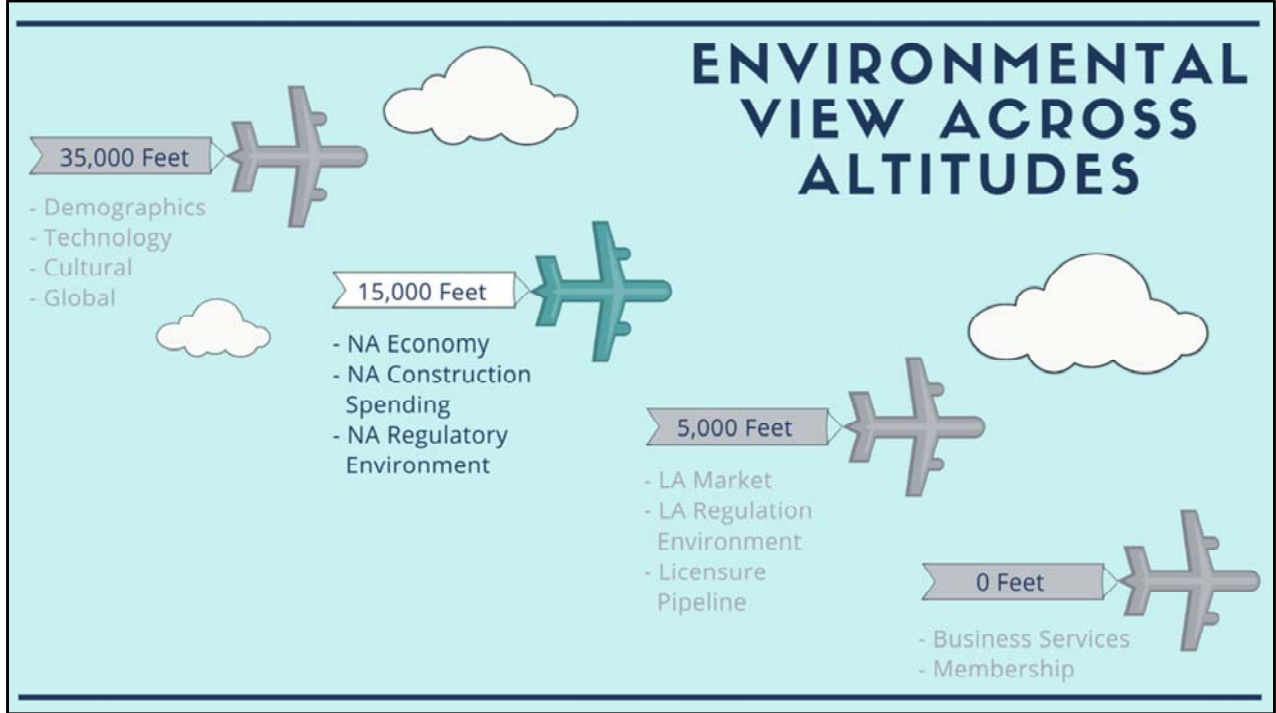 ENVIRONMENTAL
VIEW ACROSS
ALTITUDES
35,000 Feet
- Demographics
- Technology
- Cultural
- Global
15,000 Feet
- NA Economy
- NA Construction
Spending
- NA Regulatory
Environment
5,000 Feet
- LA Market
- LA Regulation
Environment
- Licensure
Pipeline
0 Feet
- Business Services
- Membership